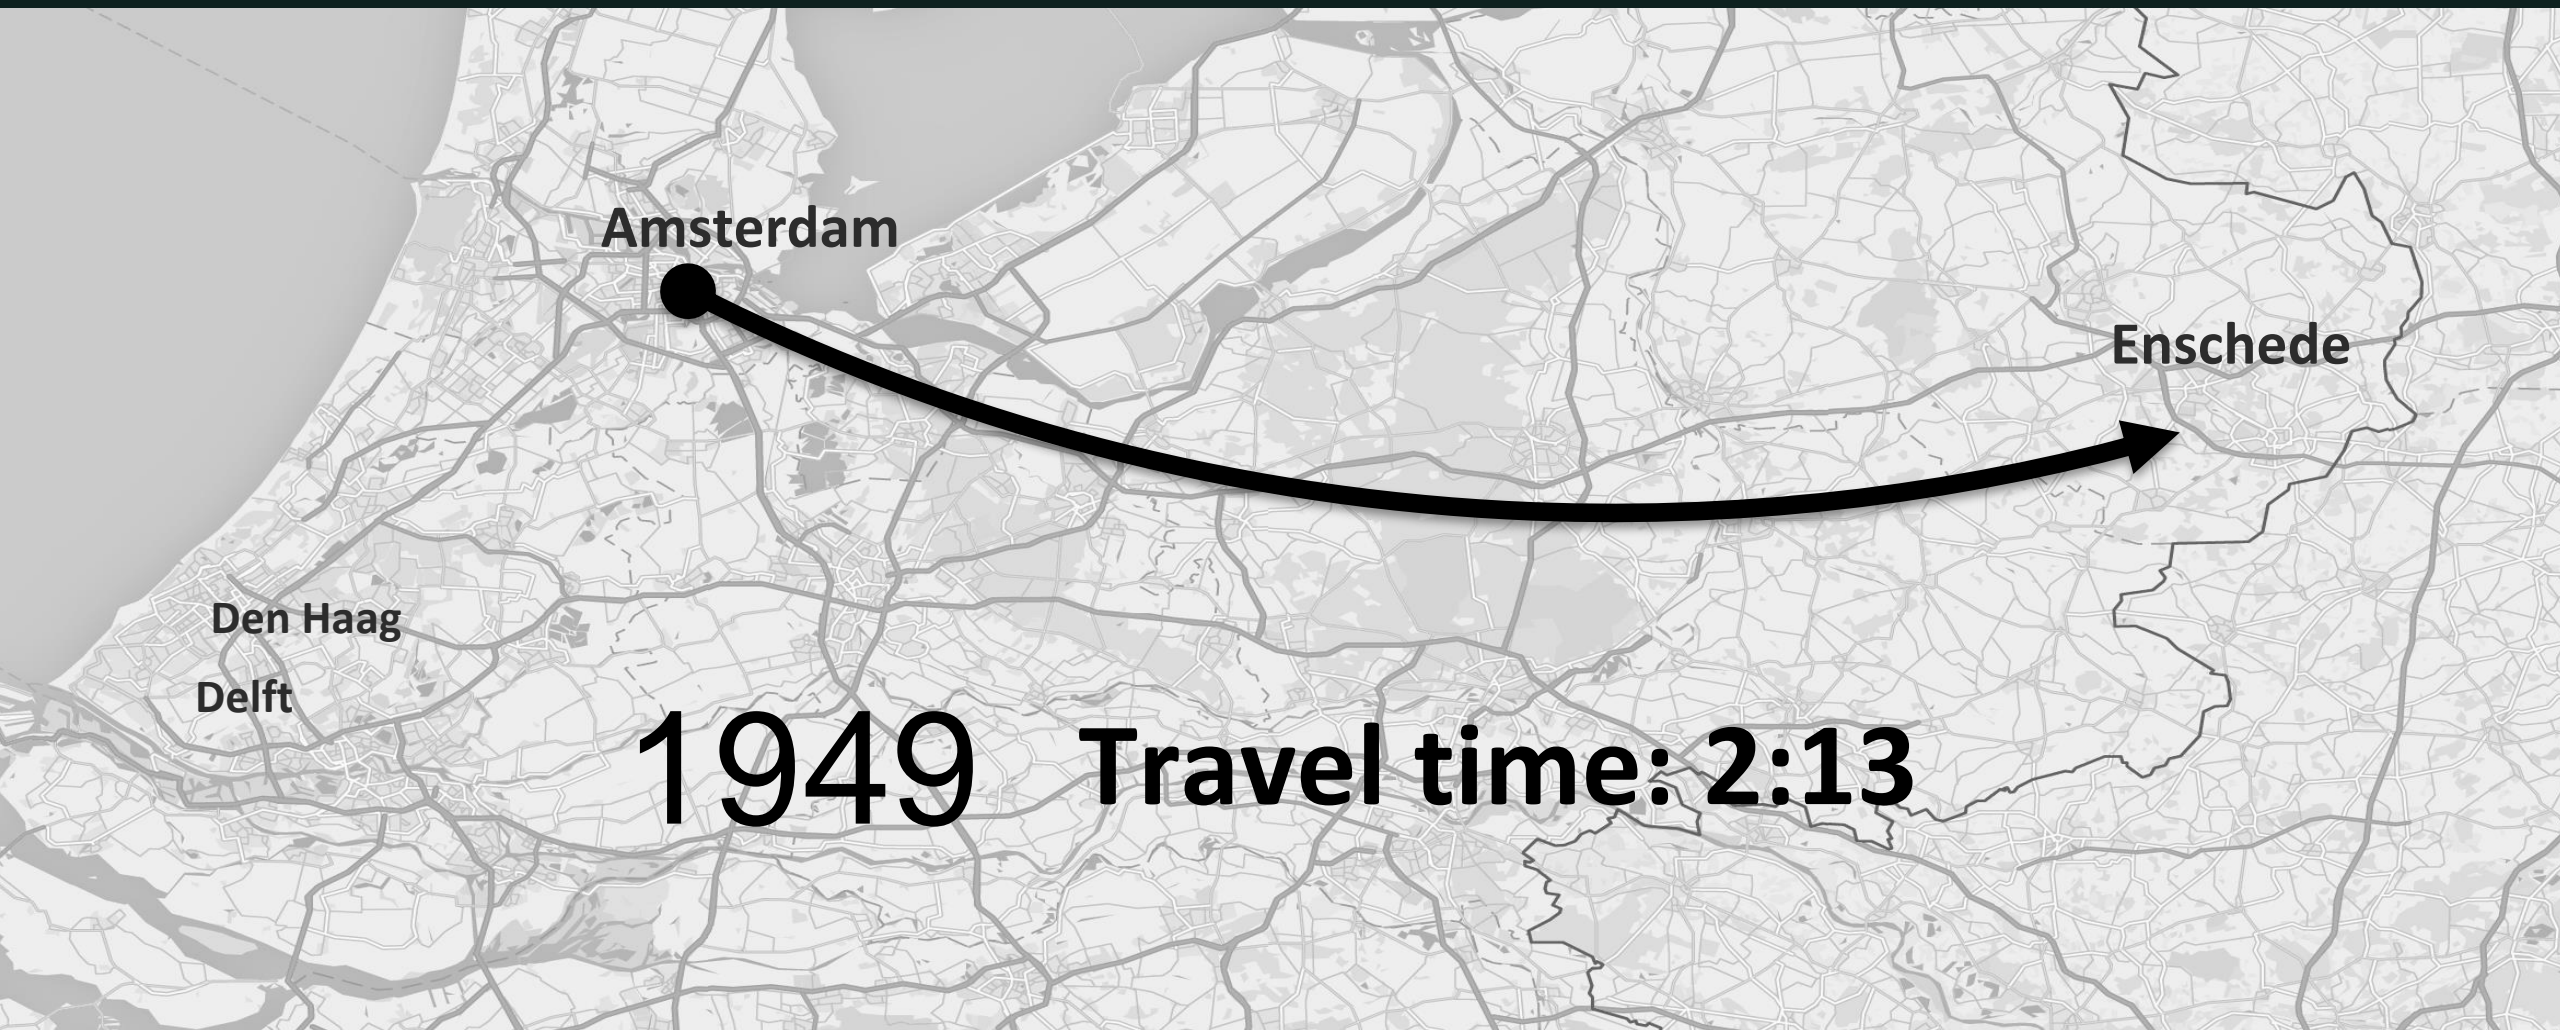 Amsterdam
Enschede
Den Haag
Delft
1949 Travel time: 2:13